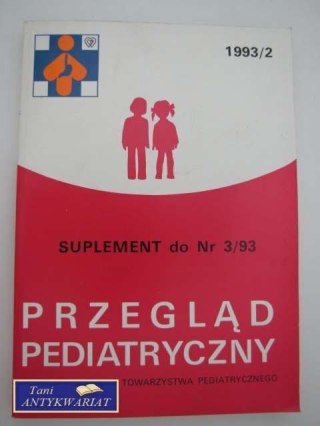 1993/2
SUPLEMENT do Nr 3/93
PRZEGLĄD
PEDIATRYCZNY
TOWARZYSTWA PEDIATRYCZNEGO
Tani
ANTYKWARIAT